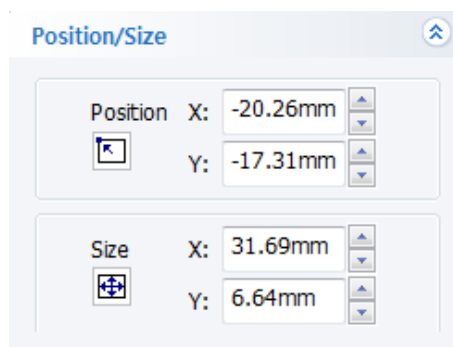 Position/Size
Position X: -20.26mm
Y: -17.31mm
Size X: 31.69mm
Y: 6.64mm